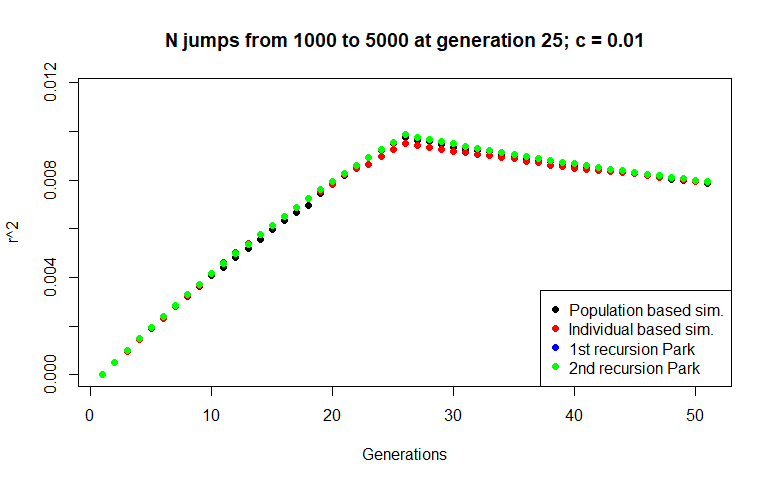 N jumps from 1000 to 5000 at generation 25; c = 0.01
0.012
0.008
0.004
0.000
r^2
Population based sim.
Individual based sim.
1st recursion Park
2nd recursion Park
0 10 20 30 40 50
Generations